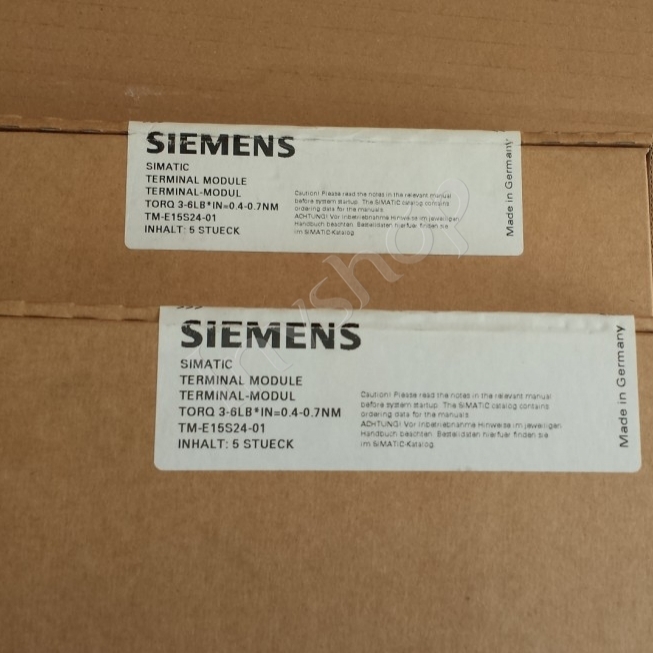 SIEMENS
SIMATIC
TERMINAL MODULE
TERMINAL-MODUL
TORQ 3-6LB*IN=0.4-0.7NM
TM-E15S24-01
INHALT: 5 STUECK
Caution! Please read the notes in the relevant manual
before system startup. The SIMATIC catalog contains
ordering data for the manuals.
ACHTUNG! Vor Inbetriebnahme Hinweise im jeweiligen
Handbuch beachten. Bestelldaten hierfuer finden sie
im SIMATIC-Katalog.
Made in Germany
SIEMENS
SIMATIC
TERMINAL MODULE
TERMINAL-MODUL
TORQ 3-6LB*IN=0.4-0.7NM
TM-E15S24-01
INHALT: 5 STUECK
Caution! Please read the notes in the relevant manual
before system startup. The SIMATIC catalog contains
ordering data for the manuals.
ACHTUNG! Vor Inbetriebnahme Hinweise im jeweiligen
Handbuch beachten. Bestelldaten hierfuer finden sie
im SIMATIC-Katalog.
Made in Germany